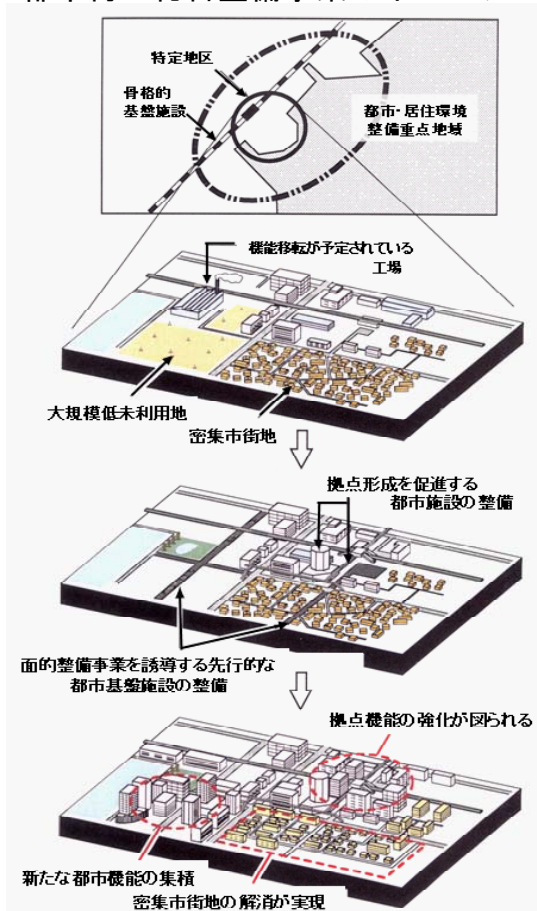 特定地区
骨格的
基盤施設
都市・居住環境
整備重点地域
機能移転が予定されている
工場
大規模低未利用地
密集市街地
拠点形成を促進する
都市施設の整備
面的整備事業を誘導する先行的な
都市基盤施設の整備
拠点機能の強化が図られる
新たな都市機能の集積
密集市街地の解消が実現